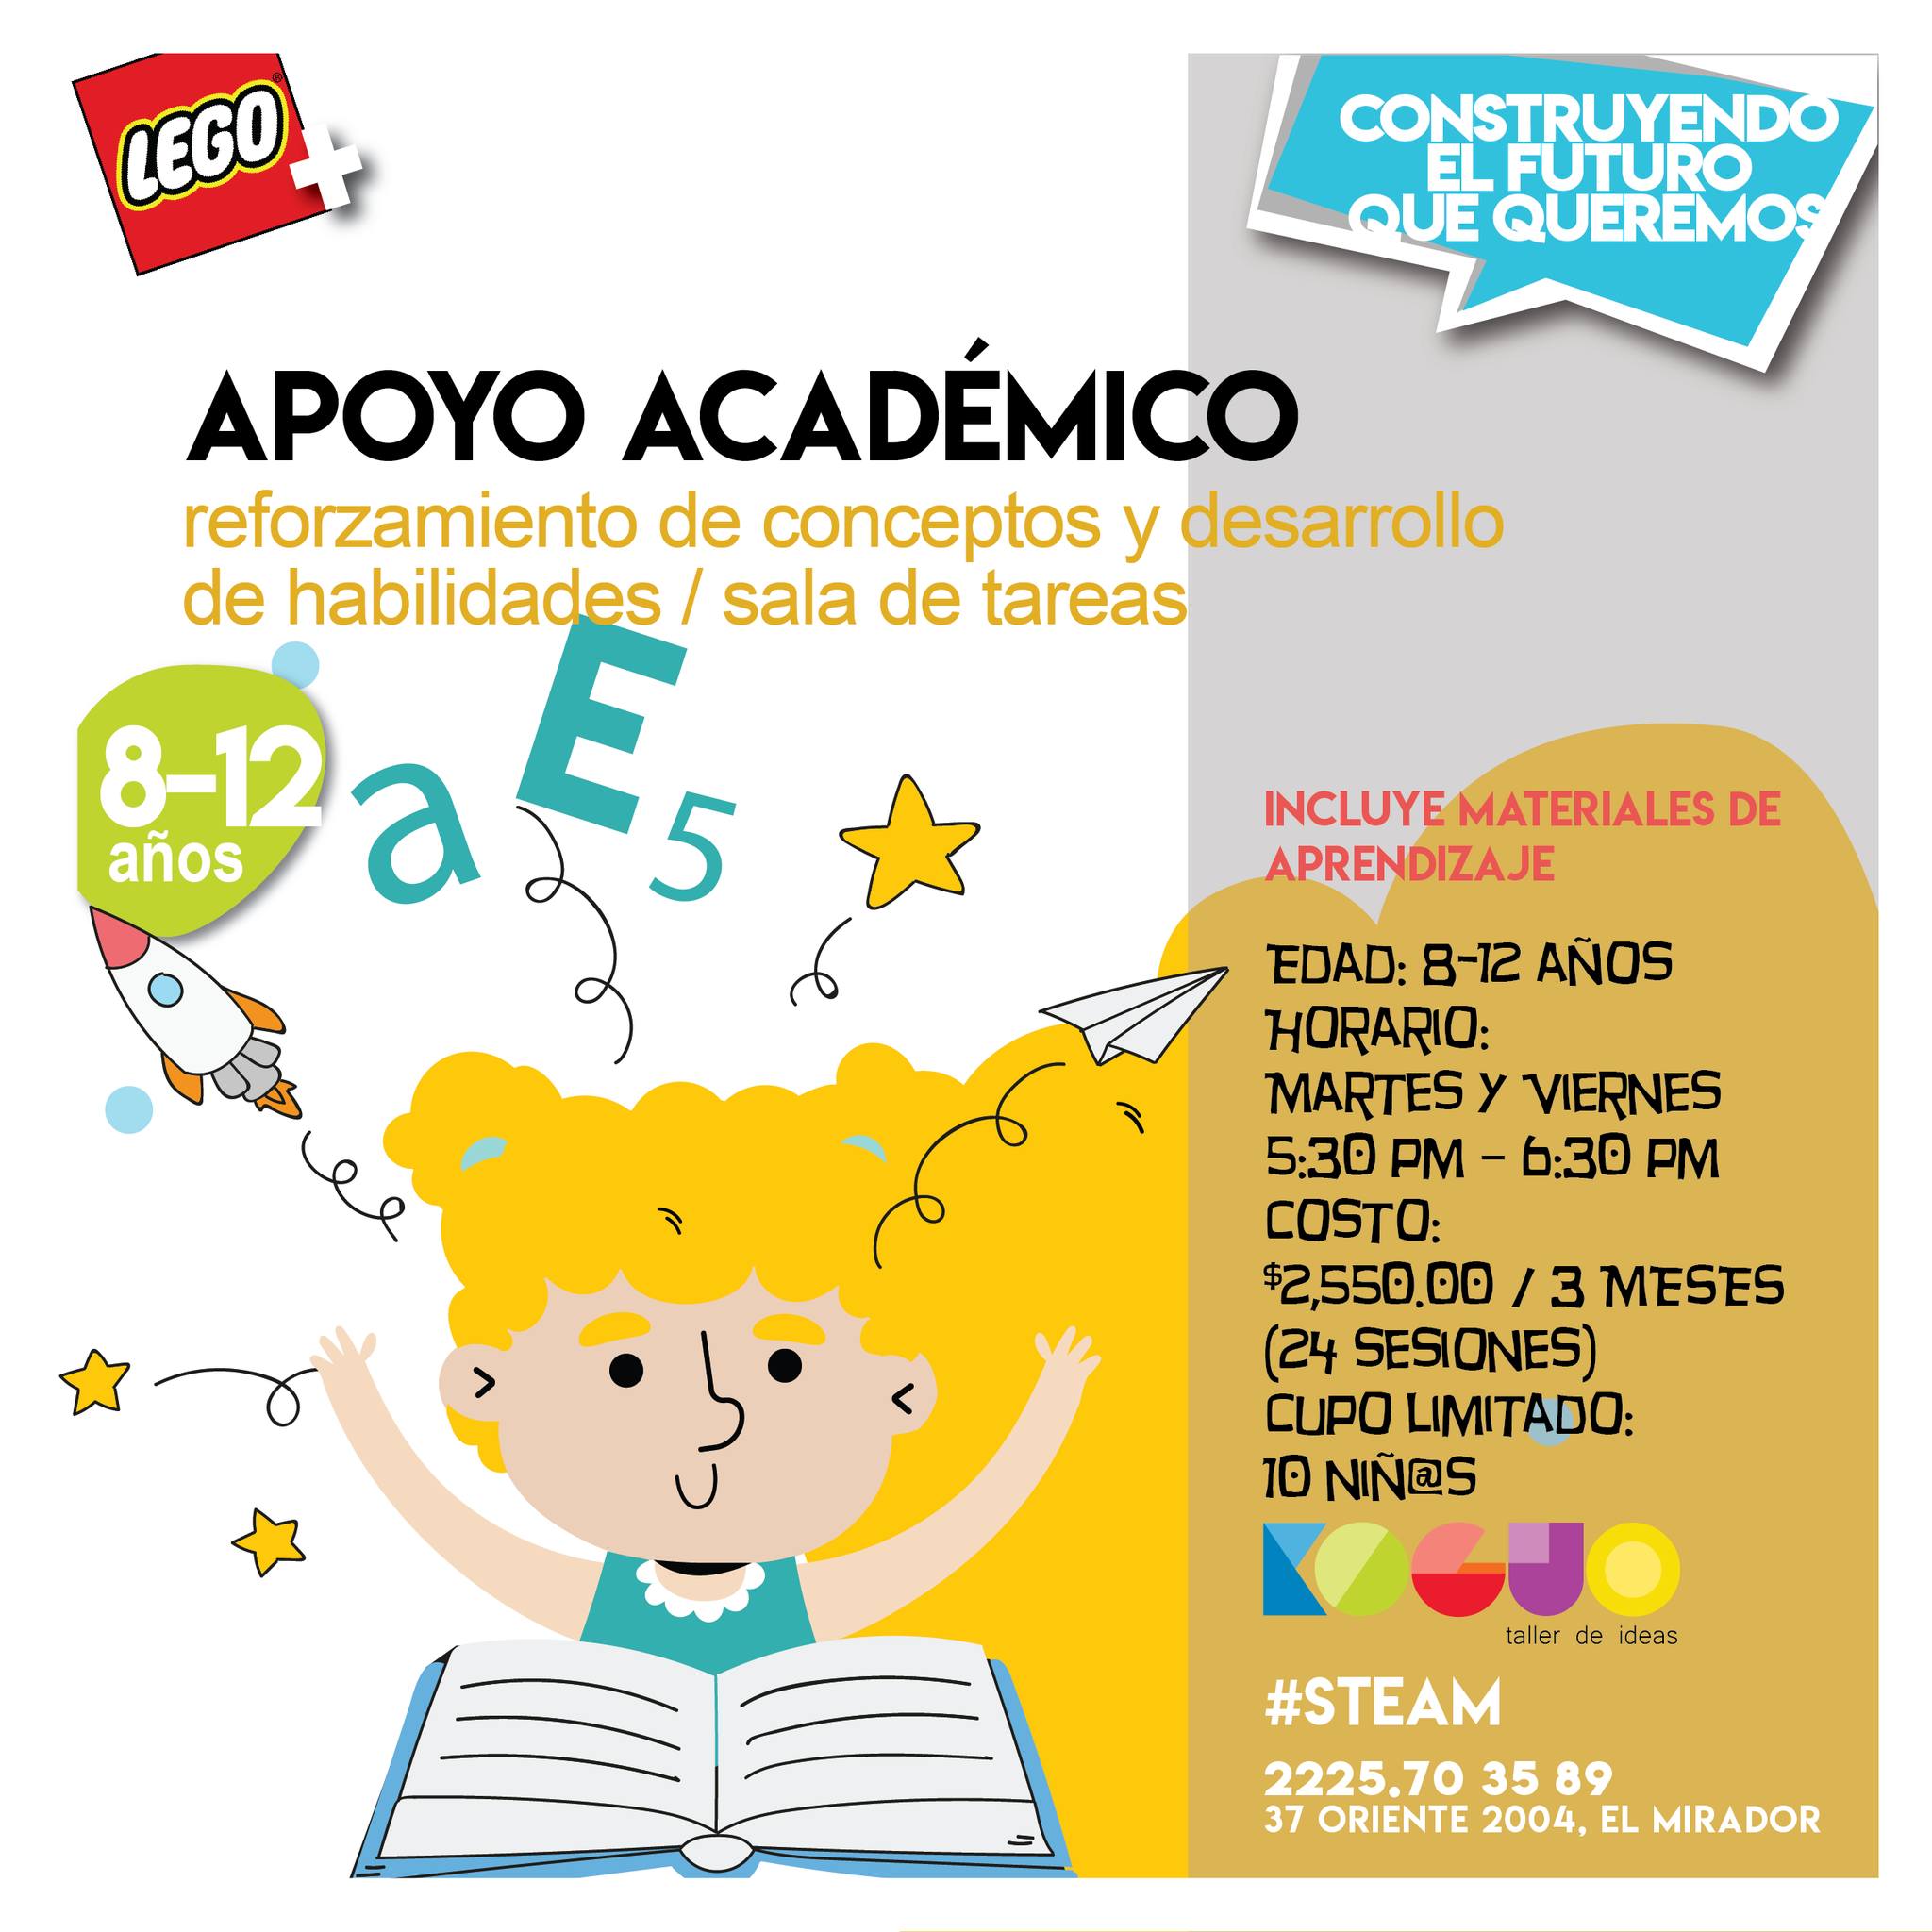 LEGO®+
CONSTRUYENDO
EL FUTURO
QUE QUEREMOS
APOYO ACADÉMICO
reforzamiento de conceptos y desarrollo
de habilidades / sala de tareas
8-12
años
a E 5
INCLUYE MATERIALES DE
APRENDIZAJE
EDAD: 8-12 AÑOS
HORARIO:
MARTES Y VIERNES
5:30 PM - 6:30 PM
COSTO:
$2,550.00 / 3 MESES
(24 SESIONES)
CUPO LIMITADO:
10 NIÑ@S
KOGUO
taller de ideas
#STEAM
2225.70 35 89
37 ORIENTE 2004, EL MIRADOR